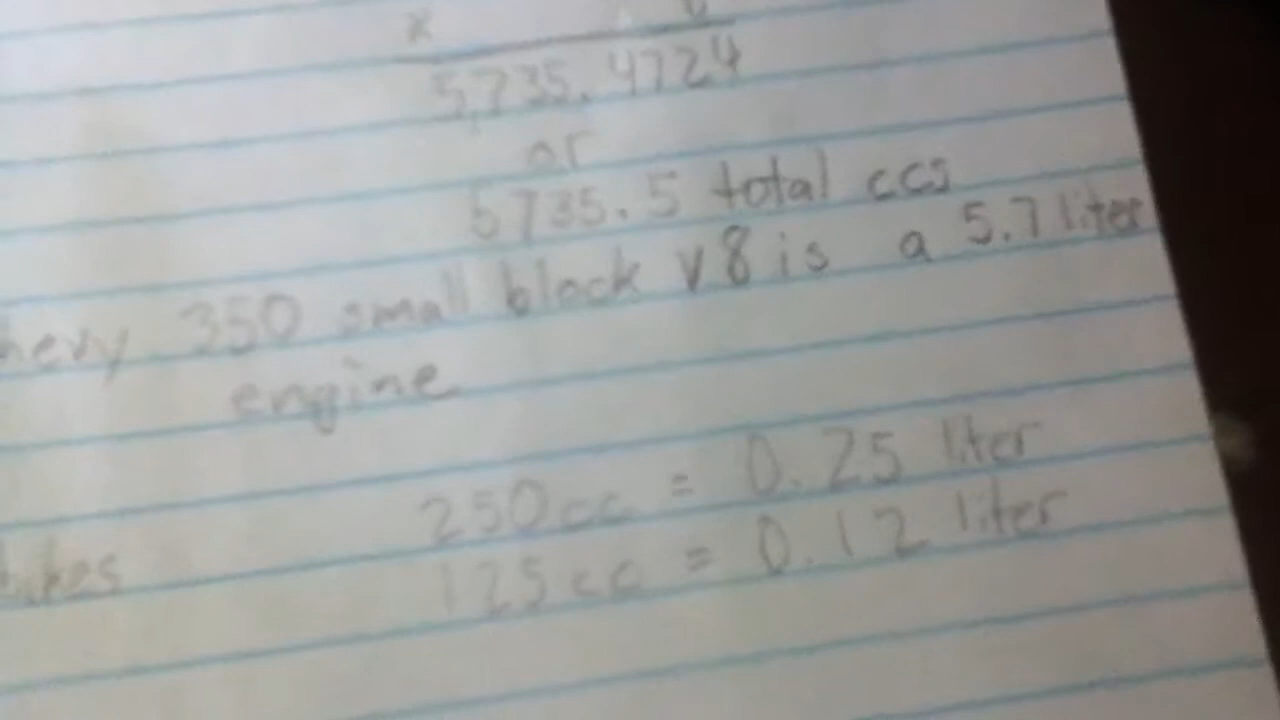 x
5,735.4724
or
5735.5 total ccs
hevy 350 small block V8 is a 5.7 liter
engine
250cc = 0.25 liter
125cc = 0.12 liter